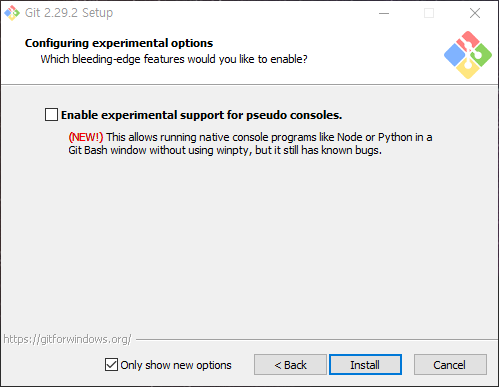 Git 2.29.2 Setup
Configuring experimental options
Which bleeding-edge features would you like to enable?
Enable experimental support for pseudo consoles.
(NEW!) This allows running native console programs like Node or Python in a
Git Bash window without using winpty, but it still has known bugs.
https://gitforwindows.org/
Only show new options
< Back
Install
Cancel